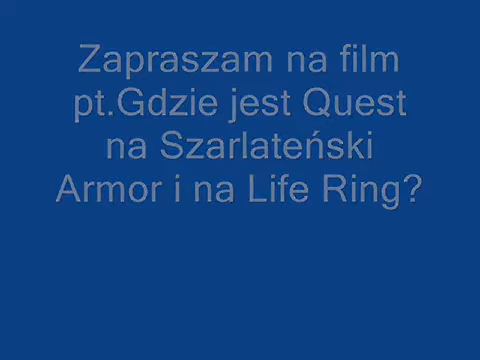 Zapraszam na film
pt.Gdzie jest Quest
na Szarlateński
Armor i na Life Ring?